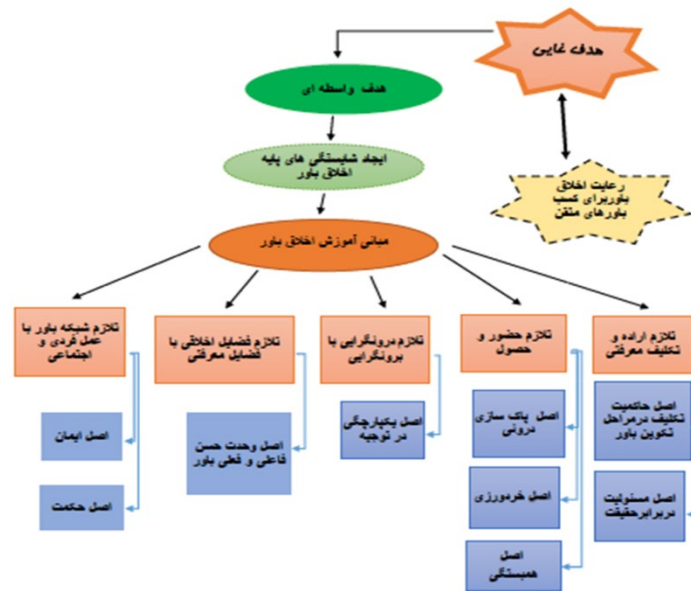 هدف غایی
هدف واسطه ای
ایجاد شایستگی های پایه
اخلاق باور
رعایت اخلاق
باوربرای کسب
باورهای متقن
مبانی آموزش اخلاق باور
تلازم اراده و
تکلیف معرفتی
تلازم حضور و
حصول
تلازم درونگرایی با
برونگرایی
تلازم فضایل اخلاقی با
فضایل معرفتی
تلازم شبکه باور با
عمل فردی و
اجتماعی
اصل حاکمیت
تکلیف درمراحل
تکوین باور
اصل مسئولیت
دربرابرحقیقت
اصل پاک سازی
درونی
اصل خردورزی
اصل
همبستگی
اصل یکپارچگی
در توجیه
اصل وحدت حسن
فاعلی و فعلی باور
اصل ایمان
اصل حکمت